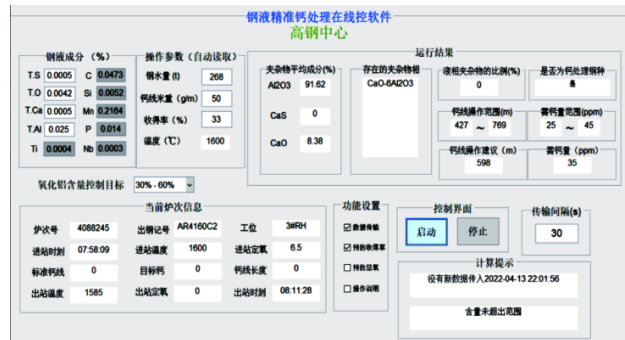 钢液精准钙处理在线控软件
高钢中心
钢液成分 （%）
T.S 0.0005 C 0.0473
T.O 0.0042 Si 0.0052
T.Ca 0.0005 Mn 0.2164
T.Al 0.025 P 0.014
Ti 0.0004 Nb 0.0003
操作参数（自动读取）
钢水量 (t) 268
钙线米重 (g/m) 50
收得率（%） 33
温度（℃） 1600
运行结果
夹杂物平均成分(%)
Al2O3 91.62
CaS 0
CaO 8.38
存在的夹杂物相
CaO-6Al2O3
液相夹杂物的比例(%)
0
是否为钙处理钢种
是
钙线操作范围(m)
427 ~ 769
需钙量范围(ppm)
25 ~ 45
钙线操作建议（m）
598
需钙量（ppm）
35
氧化铝含量控制目标 30% - 60%
当前炉次信息
炉次号 4088245 出钢记号 AR4160C2 工位 3#RH
进站时刻 07:58:09 进站温度 1600 进站定氧 6.5
标准钙线 0 目标钙 0 钙线长度 0
出站温度 1585 出站定氧 0 出站时刻 08:11:28
功能设置
数据传输
预估收得率
预估总氧
操作说明
控制界面
启动 停止
传输间隔(s)
30
计算提示
没有新数据传入2022-04-13 22:01:56
含量未超出范围